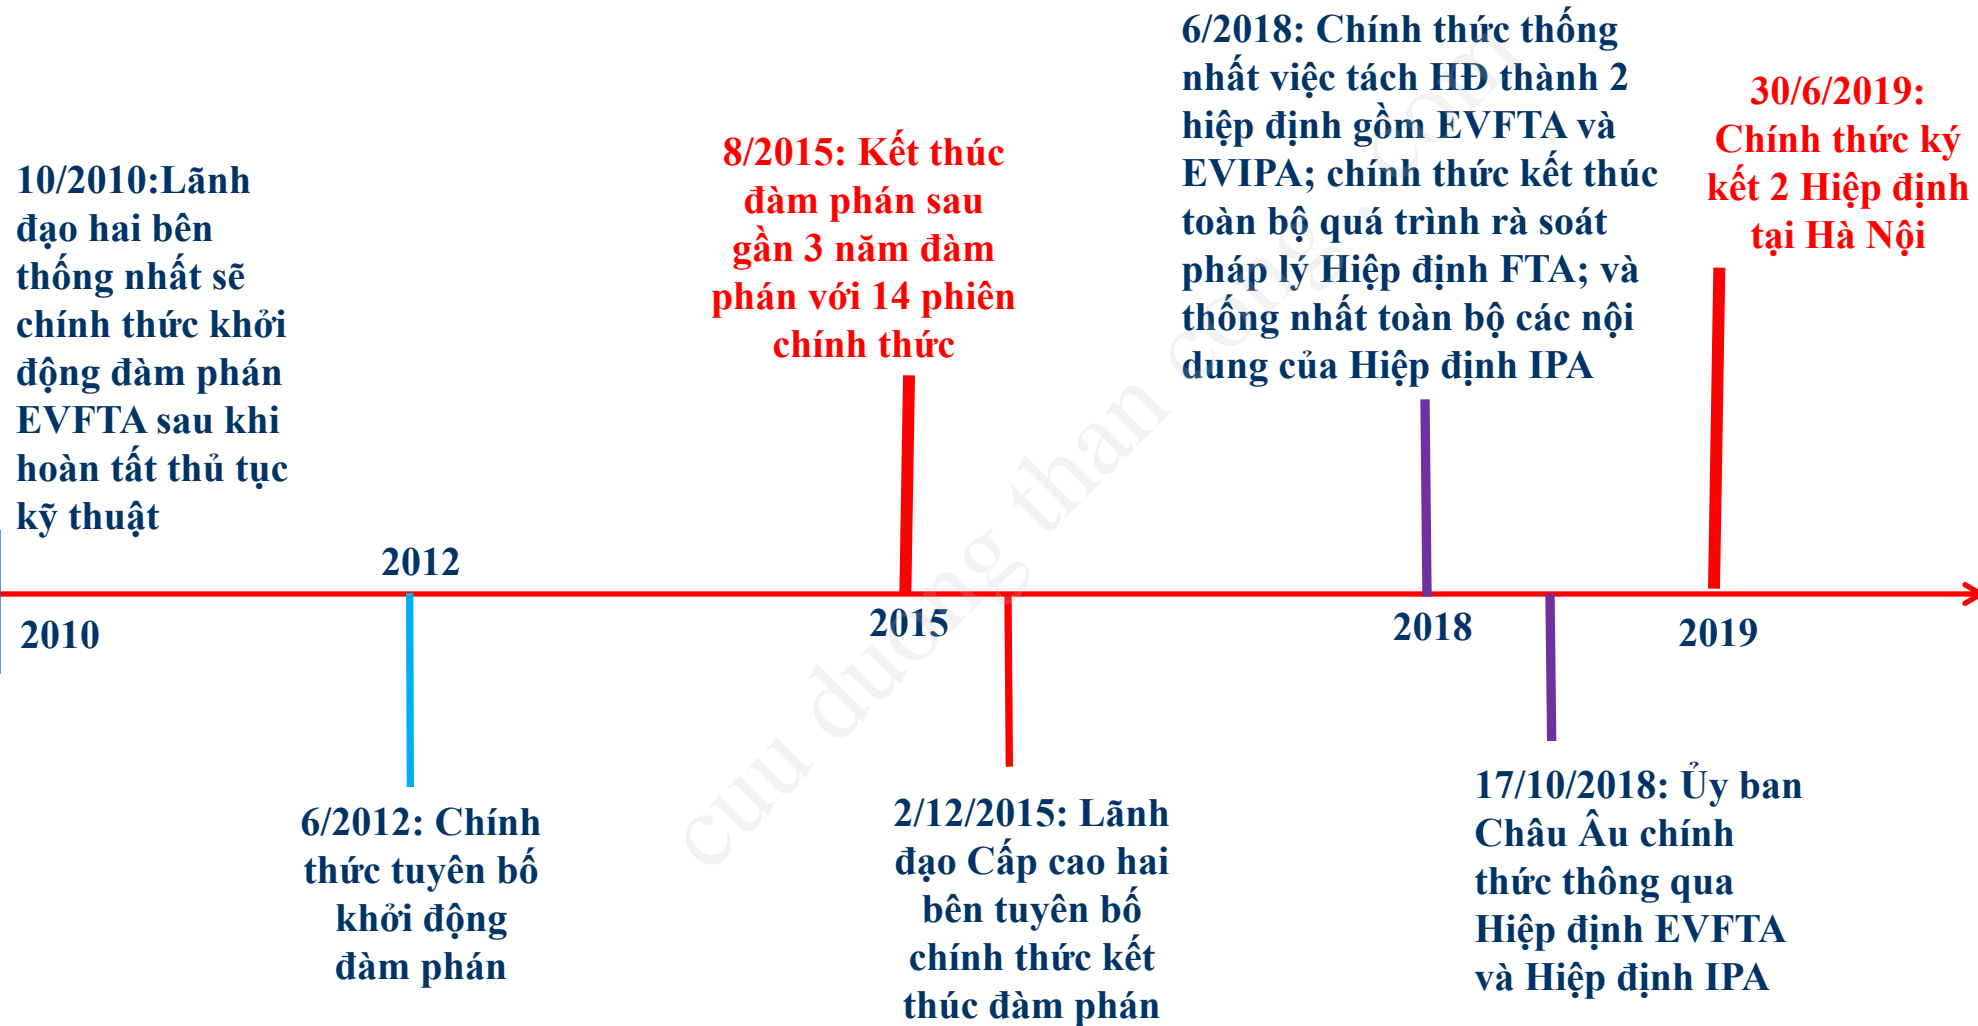 10/2010:Lãnh
đạo hai bên
thống nhất sẽ
chính thức khởi
động đàm phán
EVFTA sau khi
hoàn tất thủ tục
kỹ thuật
8/2015: Kết thúc
đàm phán sau
gần 3 năm đàm
phán với 14 phiên
chính thức
6/2018: Chính thức thống
nhất việc tách HĐ thành 2
hiệp định gồm EVFTA và
EVIPA; chính thức kết thúc
toàn bộ quá trình rà soát
pháp lý Hiệp định FTA; và
thống nhất toàn bộ các nội
dung của Hiệp định IPA
30/6/2019:
Chính thức ký
kết 2 Hiệp định
tại Hà Nội
2010
2012
2015
2018
2019
6/2012: Chính
thức tuyên bố
khởi động
đàm phán
2/12/2015: Lãnh
đạo Cấp cao hai
bên tuyên bố
chính thức kết
thúc đàm phán
17/10/2018: Ủy ban
Châu Âu chính
thức thông qua
Hiệp định EVFTA
và Hiệp định IPA
cuu duong than cong . com